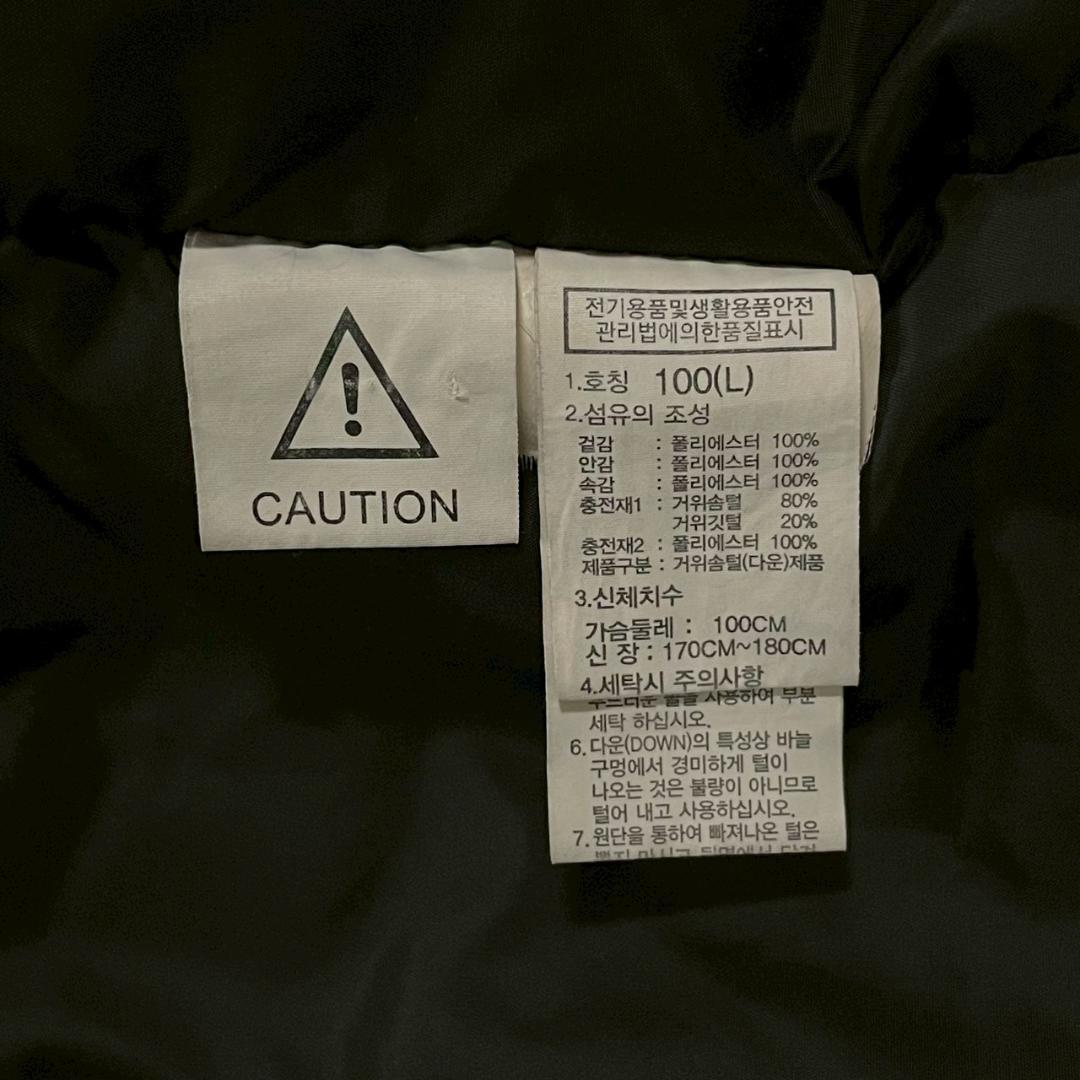 CAUTION
전기용품및생활용품안전
관리법에의한품질표시
1.호칭 100(L)
2.섬유의 조성
겉감 : 폴리에스터 100%
안감 : 폴리에스터 100%
속감 : 폴리에스터 100%
충전재1 : 거위솜털 80%
거위깃털 20%
충전재2 : 폴리에스터 100%
제품구분 : 거위솜털(다운)제품
3.신체치수
가슴둘레 : 100CM
신 장 : 170CM~180CM
4.세탁시 주의사항
사용하여 부분
세탁 하십시오.
6.다운(DOWN)의 특성상 바늘
구멍에서 경미하게 털이
나오는 것은 불량이 아니므로
털어 내고 사용하십시오.
7.원단을 통하여 빠져나온 털은